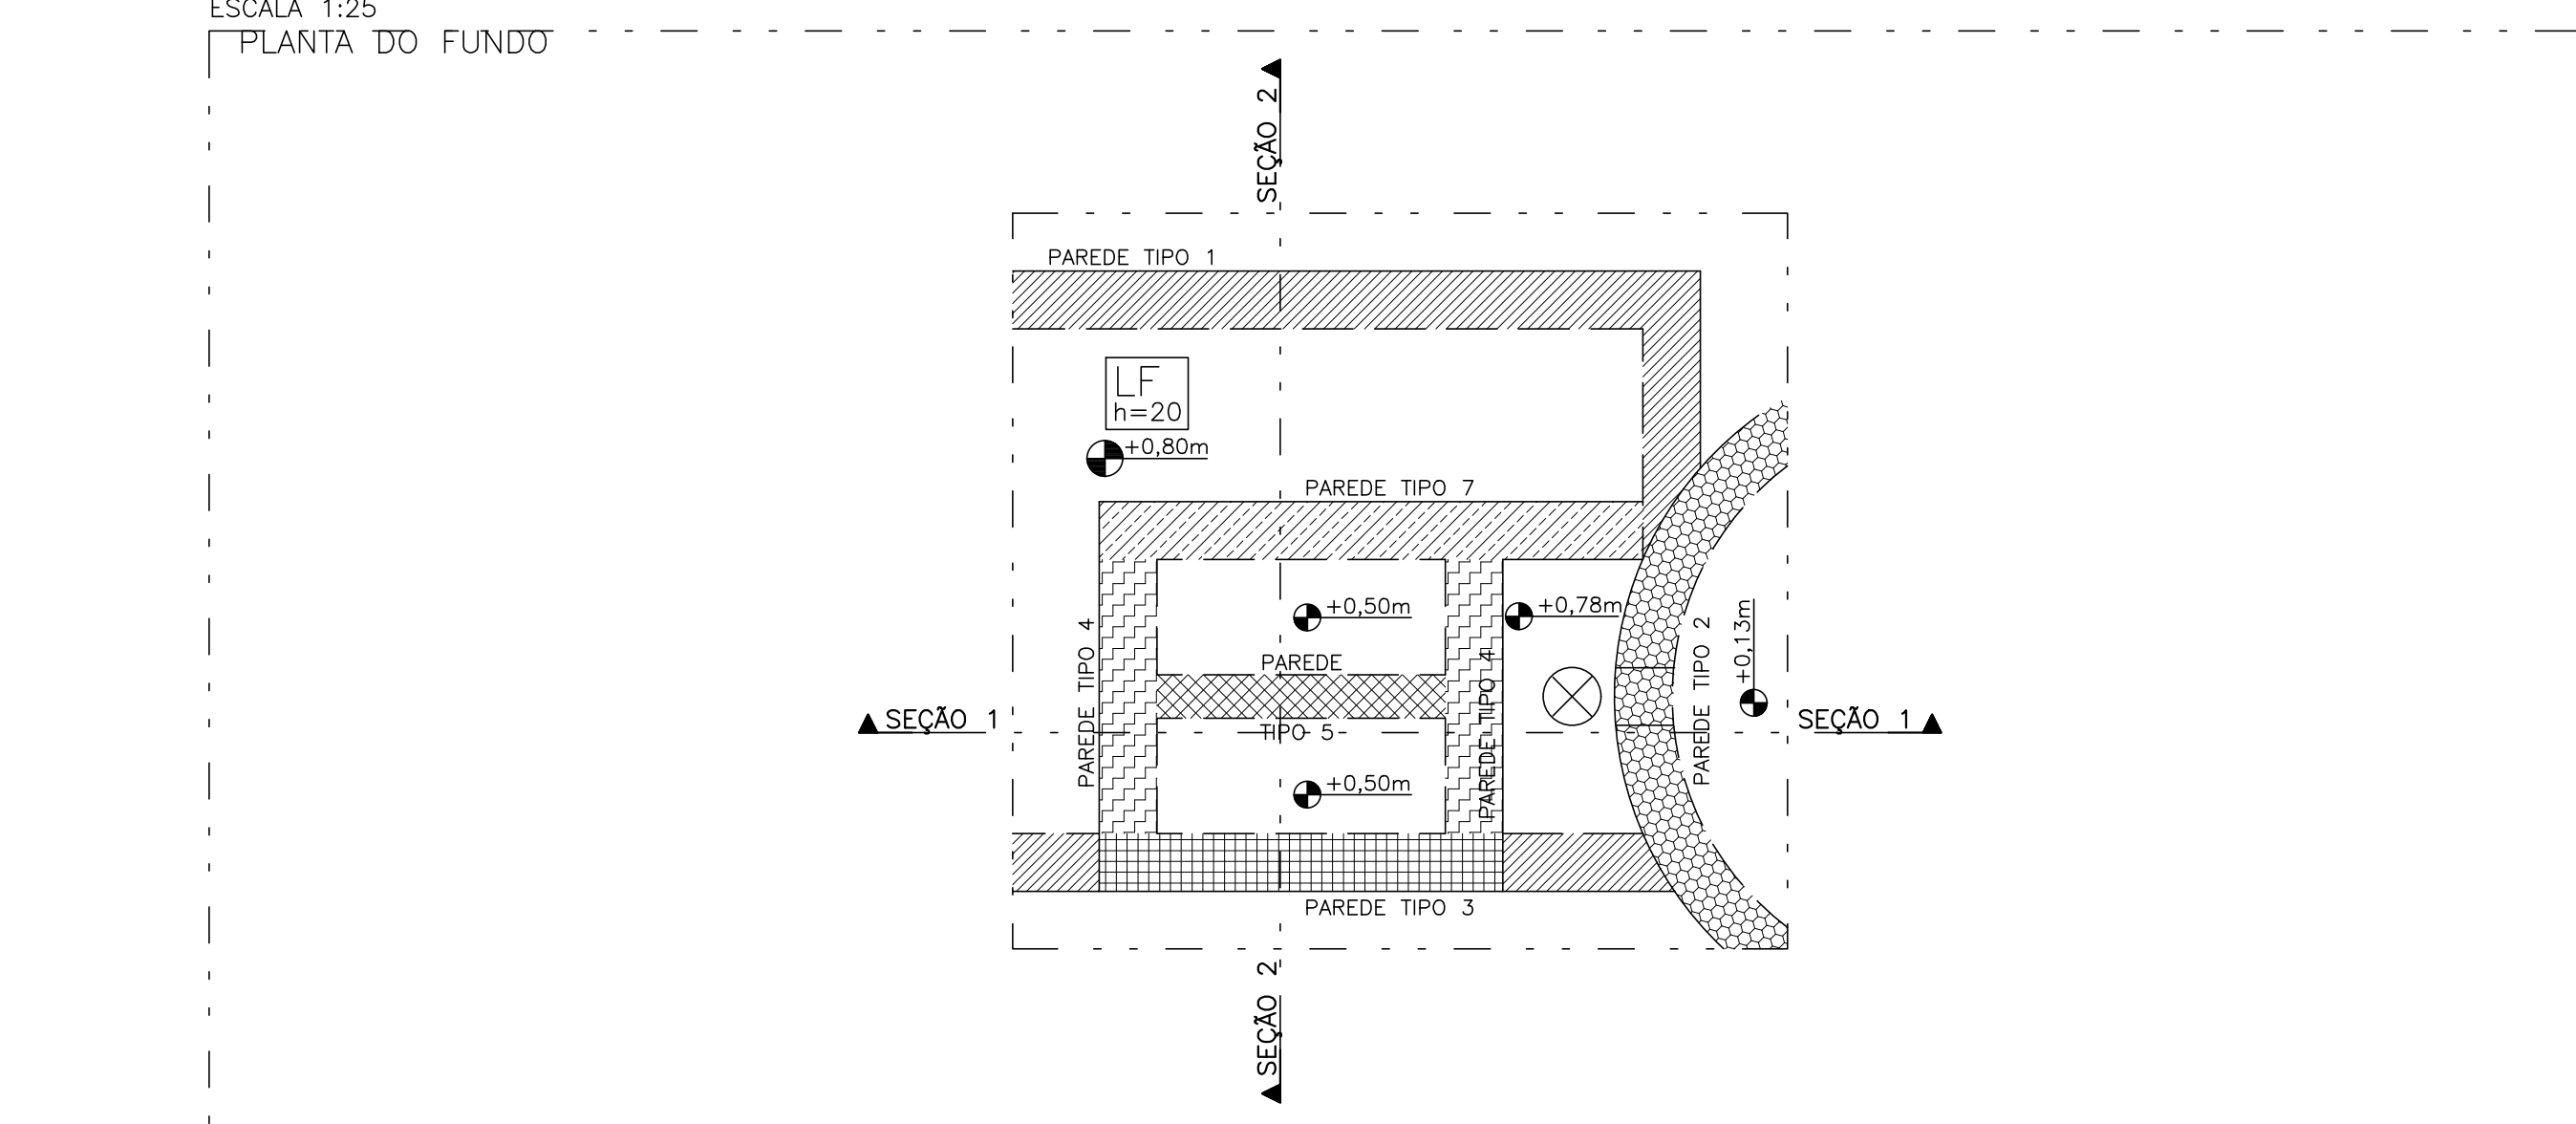 ESCALA 1:25
PLANTA DO FUNDO
SEÇÃO 2
PAREDE TIPO 1
LF
h=20
+0,80m
PAREDE TIPO 7
+0,50m
+0,78m
PAREDE TIPO 4
PAREDE
TIPO 5
PAREDE TIPO 4
PAREDE TIPO 2
+0,13m
SEÇÃO 1
SEÇÃO 1
+0,50m
PAREDE TIPO 3
SEÇÃO 2